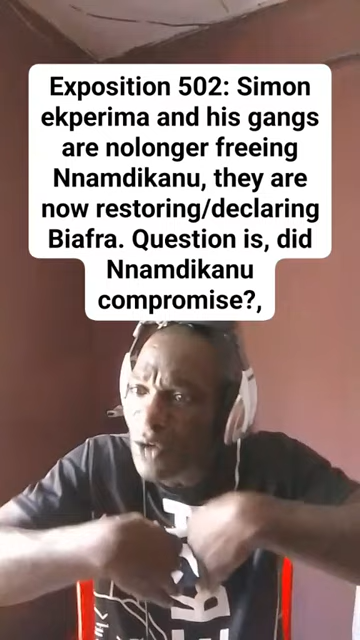 Exposition 502: Simon
ekperima and his gangs
are nolonger freeing
Nnamdikanu, they are
now restoring/declaring
Biafra. Question is, did
Nnamdikanu
compromise?,